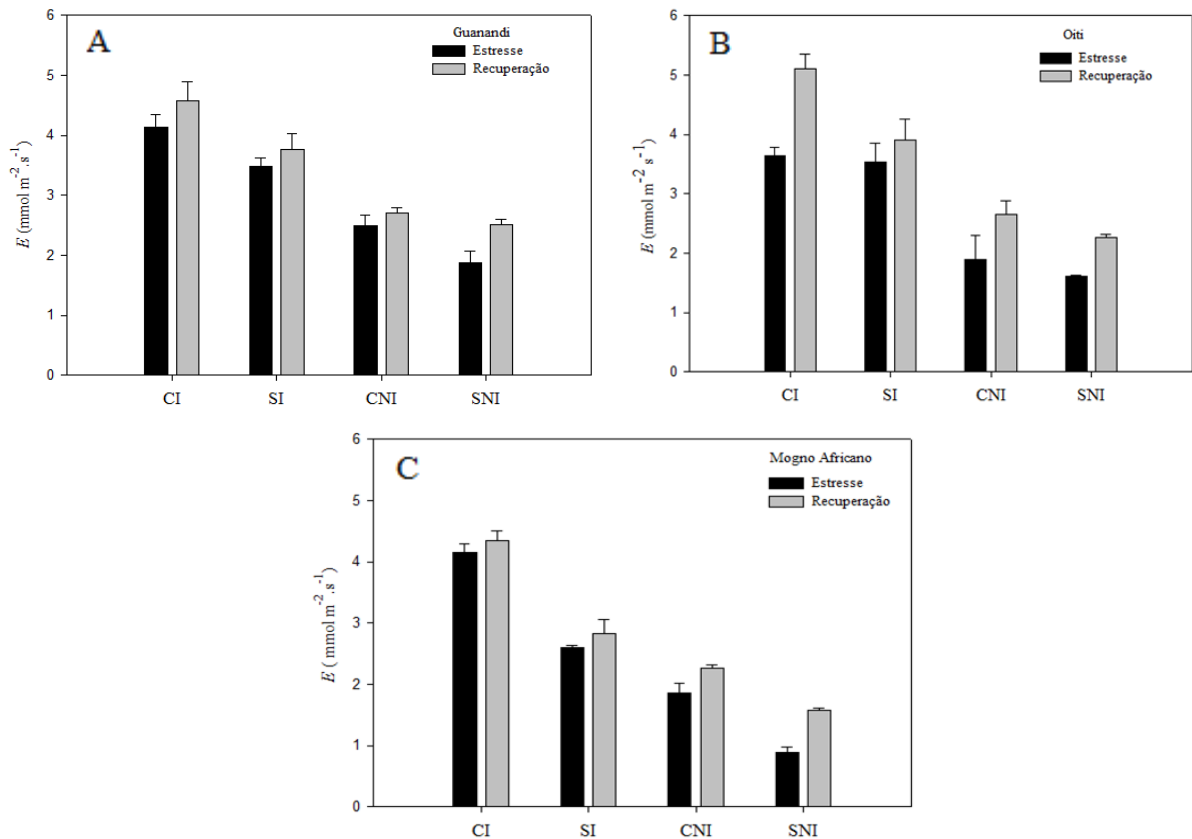 A
Guanandi
Estresse
Recuperação
6
5
4
3
2
1
0
E (mmol m⁻².s⁻¹)
CI SI CNI SNI
B
Oiti
Estresse
Recuperação
6
5
4
3
2
1
0
E (mmol m⁻² s⁻¹)
CI SI CNI SNI
C
Mogno Africano
Estresse
Recuperação
6
5
4
3
2
1
0
E ( mmol m⁻².s⁻¹)
CI SI CNI SNI